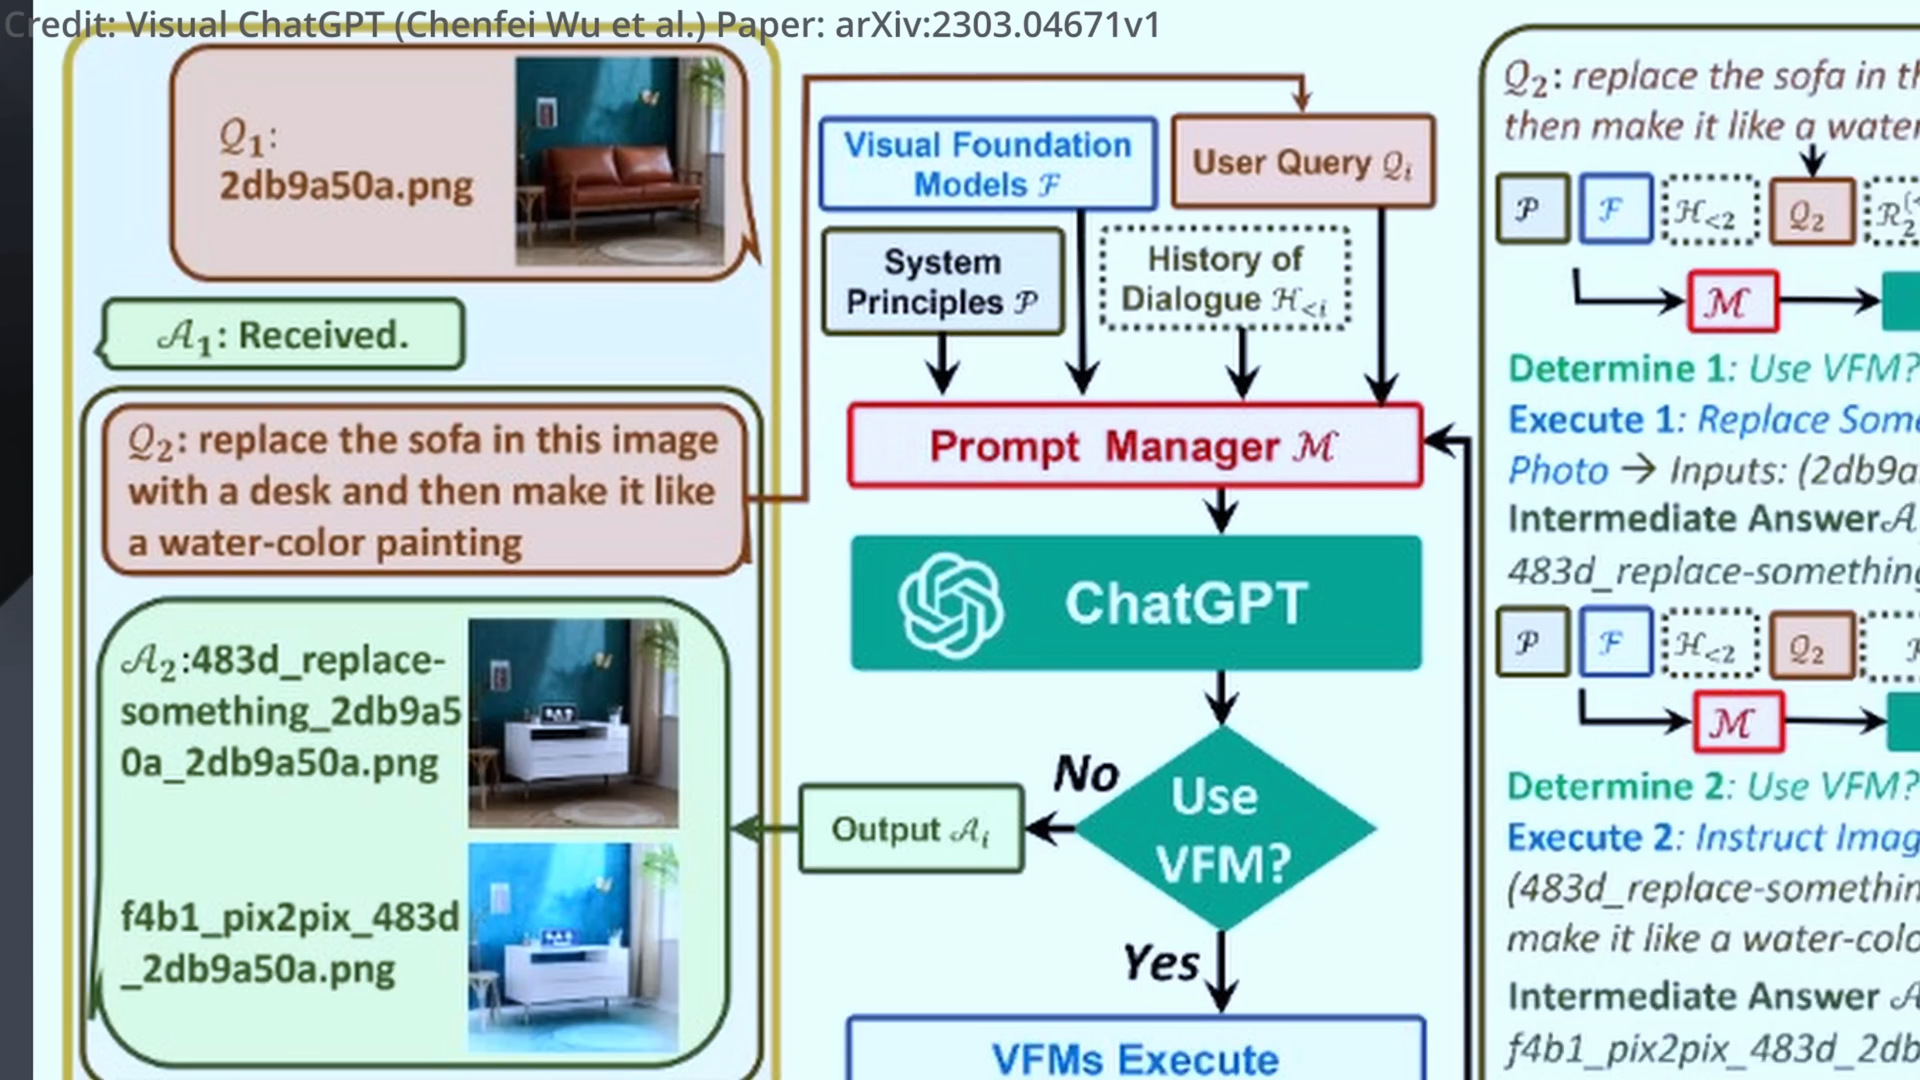 Credit: Visual ChatGPT (Chenfei Wu et al.) Paper: arXiv:2303.04671v1
Q₁:
2db9a50a.png
A₁: Received.
Q₂: replace the sofa in this image
with a desk and then make it like
a water-color painting
A₂:483d_replace-
something_2db9a5
0a_2db9a50a.png
f4b1_pix2pix_483d
_2db9a50a.png
Visual Foundation
Models F
User Query Qᵢ
System
Principles P
History of
Dialogue H<i
Prompt Manager M
ChatGPT
Use
VFM?
No
Output Aᵢ
Yes
VFMs Execute
Q₂: replace the sofa in th
then make it like a water
P F H<2 Q₂ R
M
Determine 1: Use VFM?
Execute 1: Replace Som
Photo → Inputs: (2db9a
Intermediate Answer A
483d_replace-something
P F H<2 Q₂
M
Determine 2: Use VFM?
Execute 2: Instruct Imag
(483d_replace-somethin
make it like a water-colo
Intermediate Answer A
f4b1_pix2pix_483d_2db